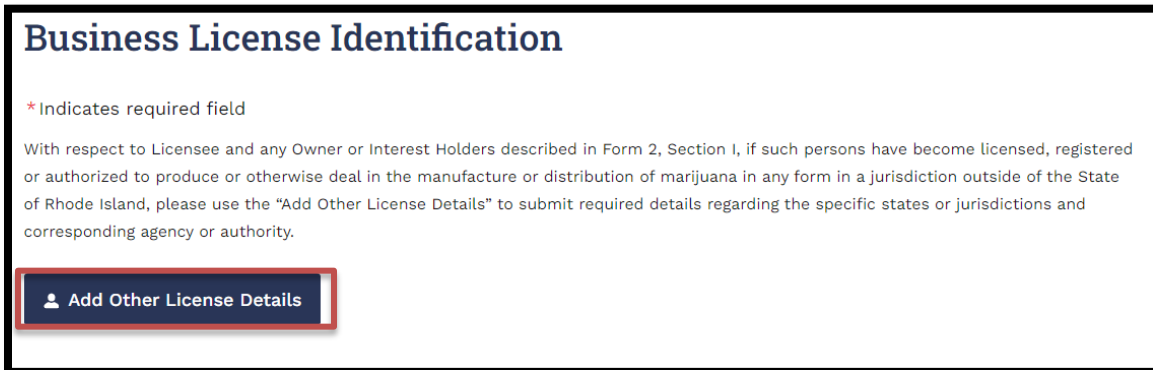 Business License Identification
*Indicates required field
With respect to Licensee and any Owner or Interest Holders described in Form 2, Section I, if such persons have become licensed, registered
or authorized to produce or otherwise deal in the manufacture or distribution of marijuana in any form in a jurisdiction outside of the State
of Rhode Island, please use the “Add Other License Details” to submit required details regarding the specific states or jurisdictions and
corresponding agency or authority.
Add Other License Details